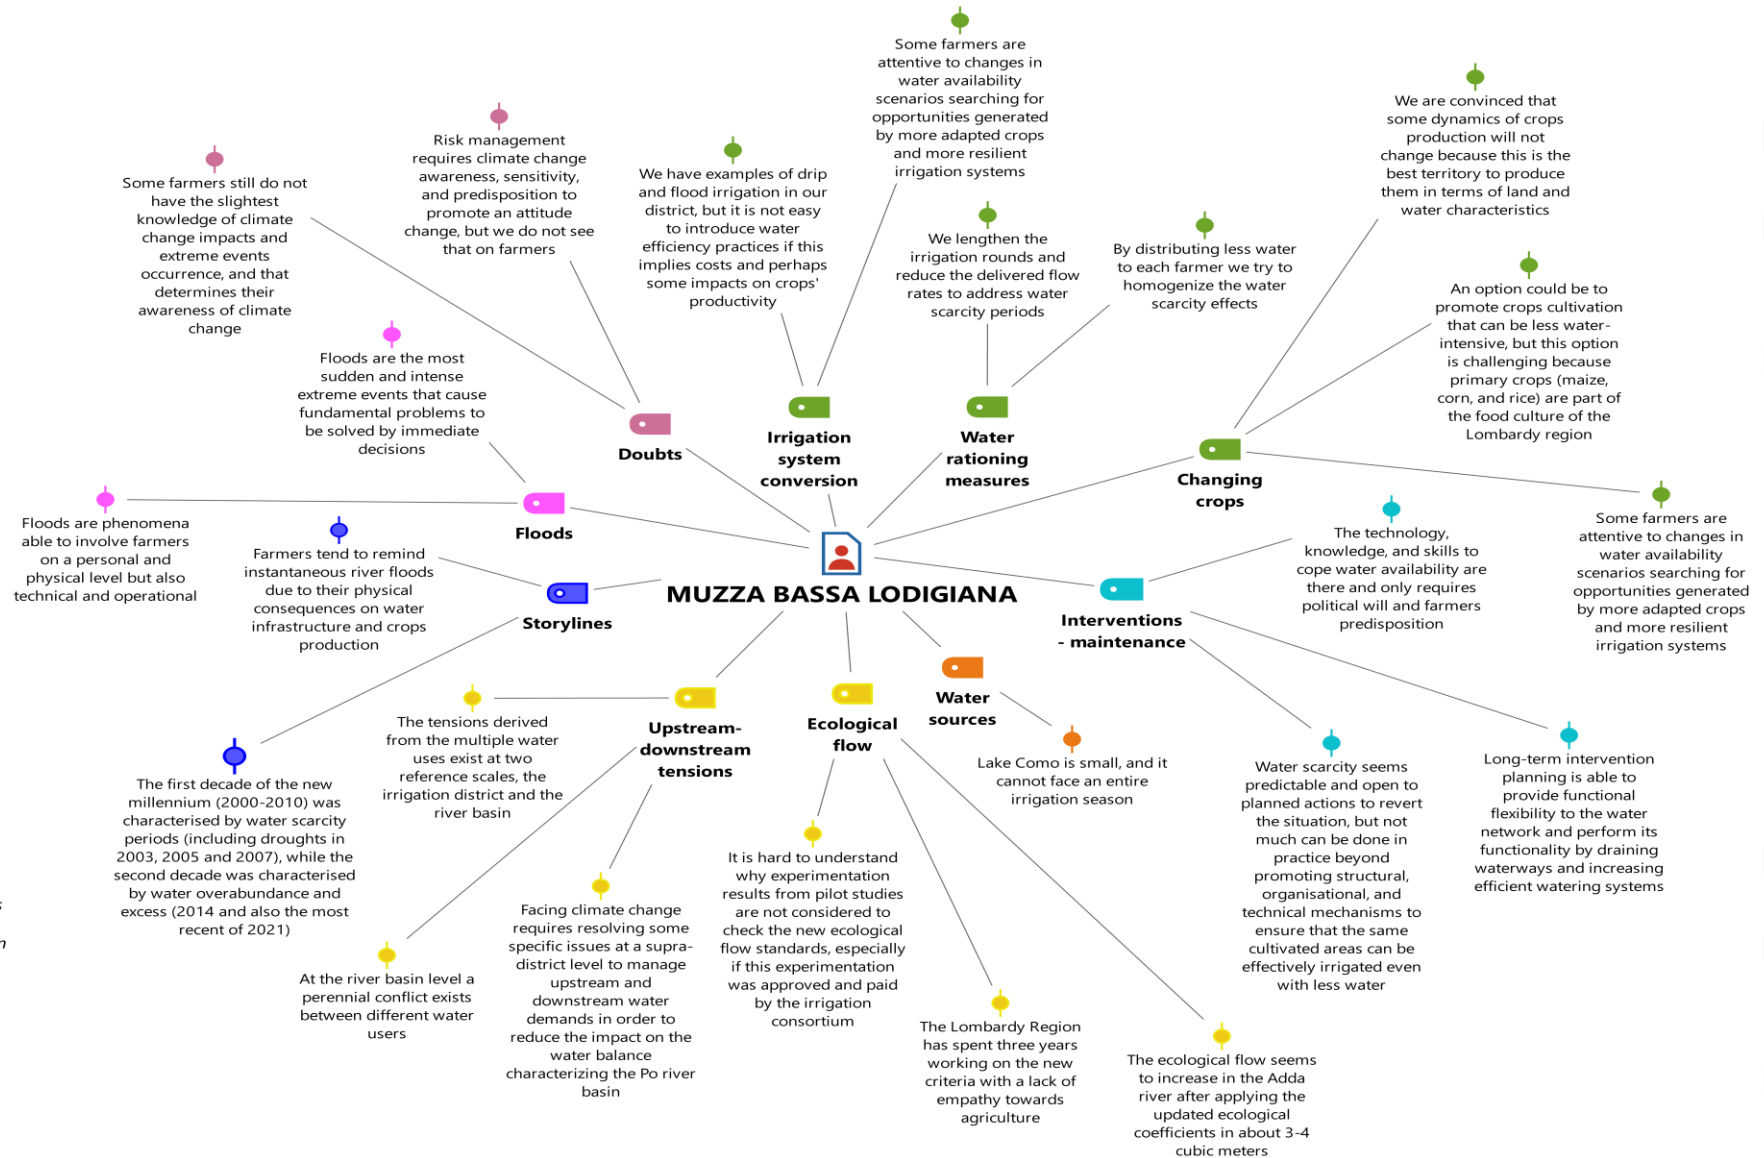 Some farmers are
attentive to changes in
water availability
scenarios searching for
opportunities generated
by more adapted crops
and more resilient
irrigation systems
We are convinced that
some dynamics of crops
production will not
change because this is the
best territory to produce
them in terms of land and
water characteristics
Risk management
requires climate change
awareness, sensitivity,
and predisposition to
promote an attitude
change, but we do not see
that on farmers
Some farmers still do not
have the slightest
knowledge of climate
change impacts and
extreme events
occurrence, and that
determines their
awareness of climate
change
We have examples of drip
and flood irrigation in our
district, but it is not easy
to introduce water
efficiency practices if this
implies costs and perhaps
some impacts on crops'
productivity
We lengthen the
irrigation rounds and
reduce the delivered flow
rates to address water
scarcity periods
By distributing less water
to each farmer we try to
homogenize the water
scarcity effects
An option could be to
promote crops cultivation
that can be less water-
intensive, but this option
is challenging because
primary crops (maize,
corn, and rice) are part of
the food culture of the
Lombardy region
Floods are the most
sudden and intense
extreme events that cause
fundamental problems to
be solved by immediate
decisions
Doubts
Irrigation
system
conversion
Water
rationing
measures
Changing
crops
Floods
Floods are phenomena
able to involve farmers
on a personal and
physical level but also
technical and operational
Farmers tend to remind
instantaneous river floods
due to their physical
consequences on water
infrastructure and crops
production
Storylines
MUZZA BASSA LODIGIANA
Interventions
- maintenance
The technology,
knowledge, and skills to
cope water availability are
there and only requires
political will and farmers
predisposition
Some farmers are
attentive to changes in
water availability
scenarios searching for
opportunities generated
by more adapted crops
and more resilient
irrigation systems
The tensions derived
from the multiple water
uses exist at two
reference scales, the
irrigation district and the
river basin
Upstream-
downstream
tensions
Ecological
flow
Water
sources
Lake Como is small, and it
cannot face an entire
irrigation season
Water scarcity seems
predictable and open to
planned actions to revert
the situation, but not
much can be done in
practice beyond
promoting structural,
organisational, and
technical mechanisms to
ensure that the same
cultivated areas can be
effectively irrigated even
with less water
Long-term intervention
planning is able to
provide functional
flexibility to the water
network and perform its
functionality by draining
waterways and increasing
efficient watering systems
The first decade of the new
millennium (2000-2010) was
characterised by water scarcity
periods (including droughts in
2003, 2005 and 2007), while the
second decade was characterised
by water overabundance and
excess (2014 and also the most
recent of 2021)
At the river basin level a
perennial conflict exists
between different water
users
Facing climate change
requires resolving some
specific issues at a supra-
district level to manage
upstream and
downstream water
demands in order to
reduce the impact on the
water balance
characterizing the Po river
basin
It is hard to understand
why experimentation
results from pilot studies
are not considered to
check the new ecological
flow standards, especially
if this experimentation
was approved and paid
by the irrigation
consortium
The Lombardy Region
has spent three years
working on the new
criteria with a lack of
empathy towards
agriculture
The ecological flow seems
to increase in the Adda
river after applying the
updated ecological
coefficients in about 3-4
cubic meters